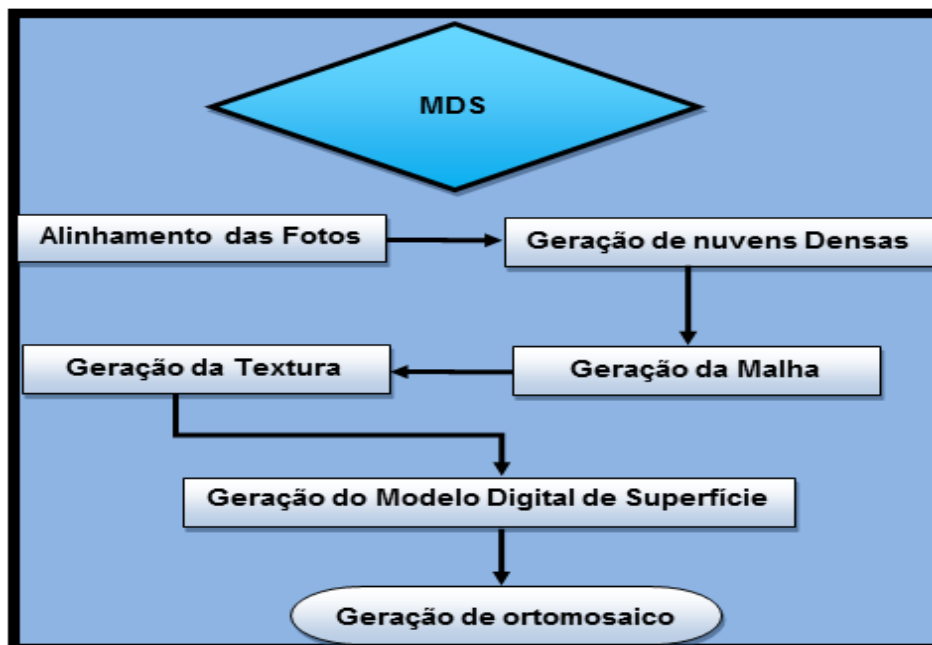 MDS
Alinhamento das Fotos
Geração de nuvens Densas
Geração da Malha
Geração da Textura
Geração do Modelo Digital de Superfície
Geração de ortomosaico